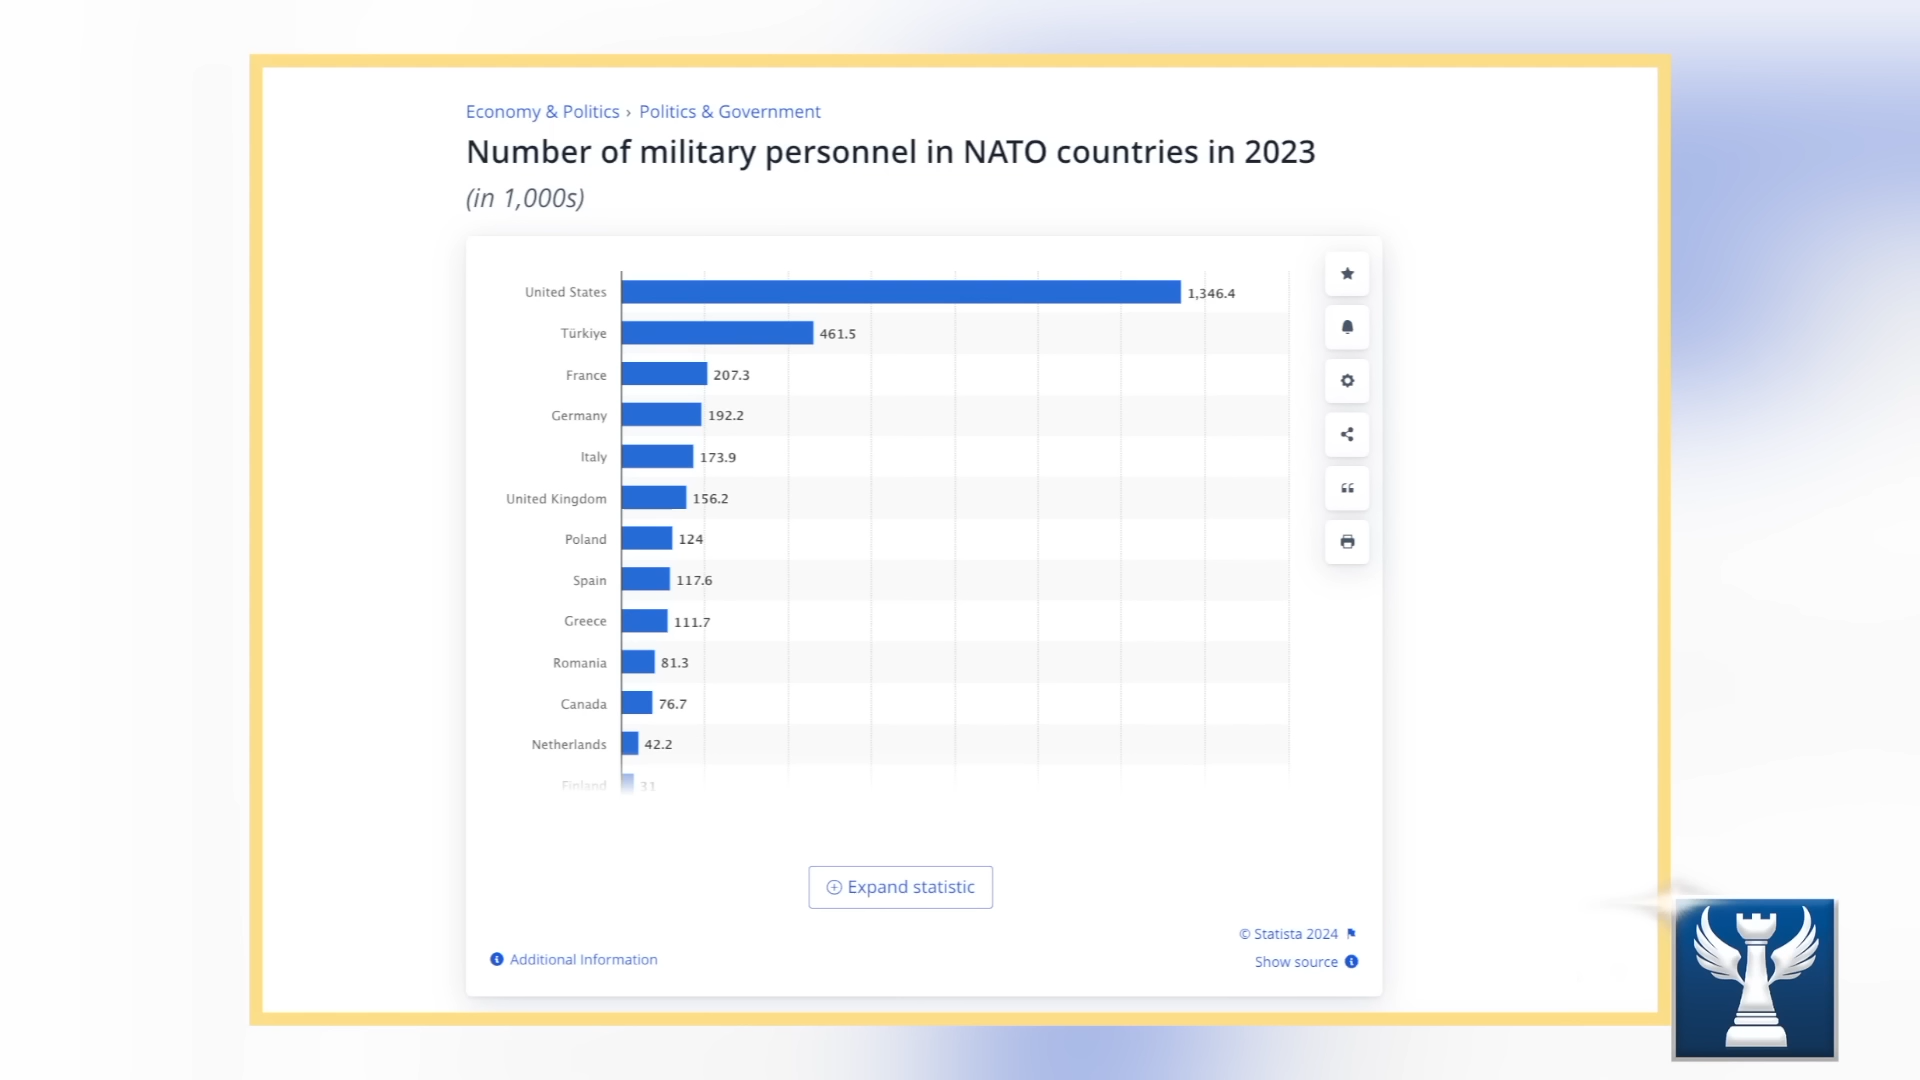 Economy & Politics › Politics & Government
Number of military personnel in NATO countries in 2023
(in 1,000s)
United States 1,346.4
Türkiye 461.5
France 207.3
Germany 192.2
Italy 173.9
United Kingdom 156.2
Poland 124
Spain 117.6
Greece 111.7
Romania 81.3
Canada 76.7
Netherlands 42.2
Finland 31
Expand statistic
© Statista 2024
Additional Information
Show source